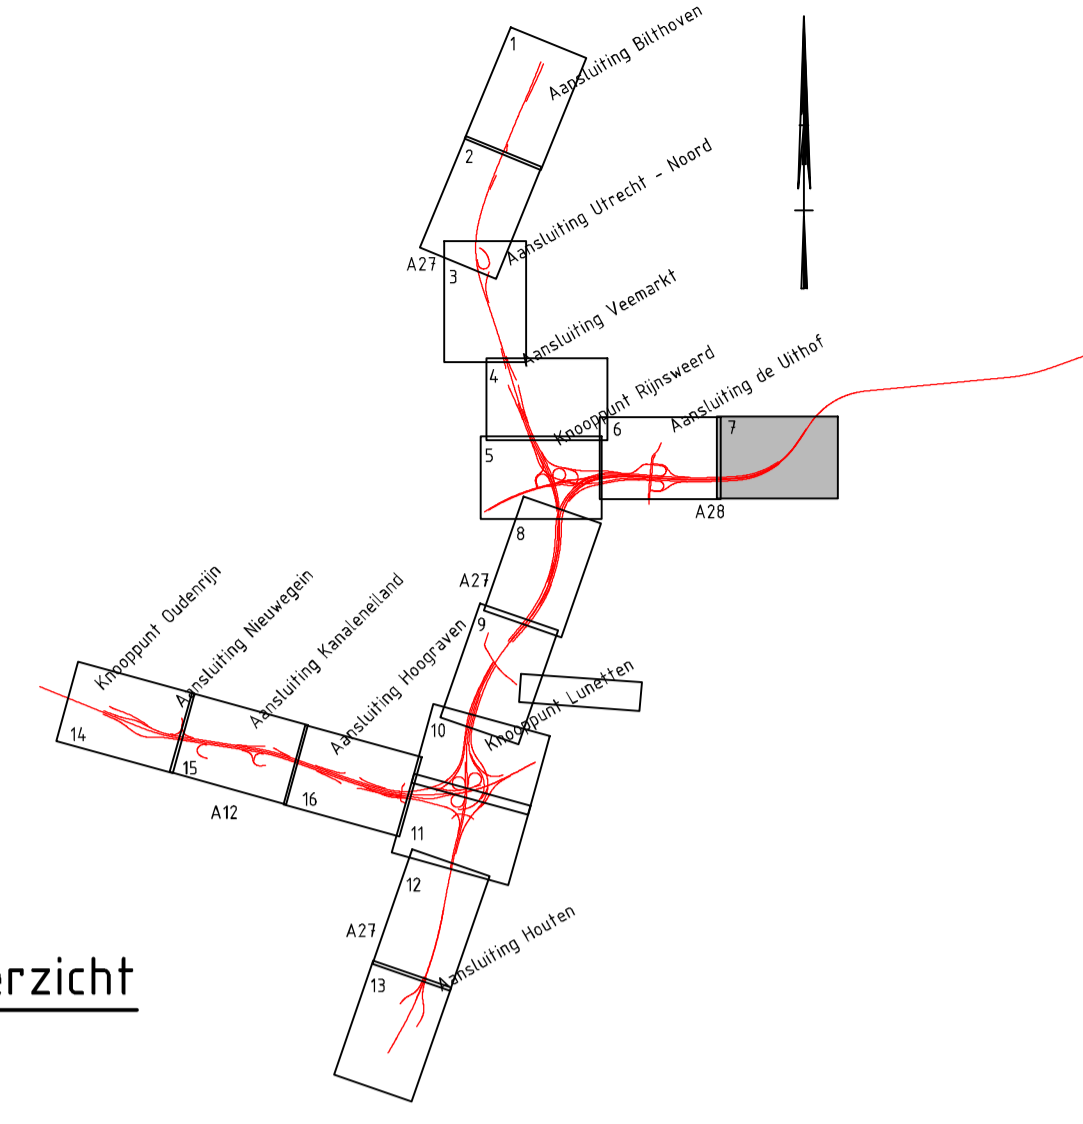 1
Aansluiting Bilthoven
2
Aansluiting Utrecht - Noord
A27
3
Aansluiting Veemarkt
4
Knooppunt Rijnsweerd
Aansluiting de Uithof
5
6
7
A28
8
A27
9
Knooppunt Oudenrijn
Aansluiting Nieuwegein
Aansluiting Kanaleneiland
Aansluiting Hoograven
Knooppunt Lunetten
10
14
15
16
A12
11
12
A27
Aansluiting Houten
13
erzicht